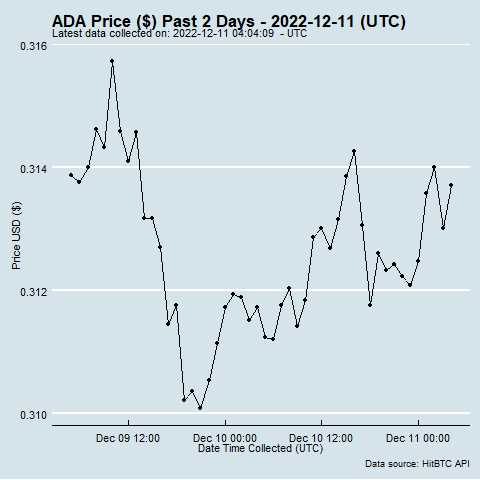 ADA Price ($) Past 2 Days - 2022-12-11 (UTC)
Latest data collected on: 2022-12-11 04:04:09 - UTC
0.316
0.314
0.312
0.310
Price USD ($)
Dec 09 12:00 Dec 10 00:00 Dec 10 12:00 Dec 11 00:00
Date Time Collected (UTC)
Data source: HitBTC API